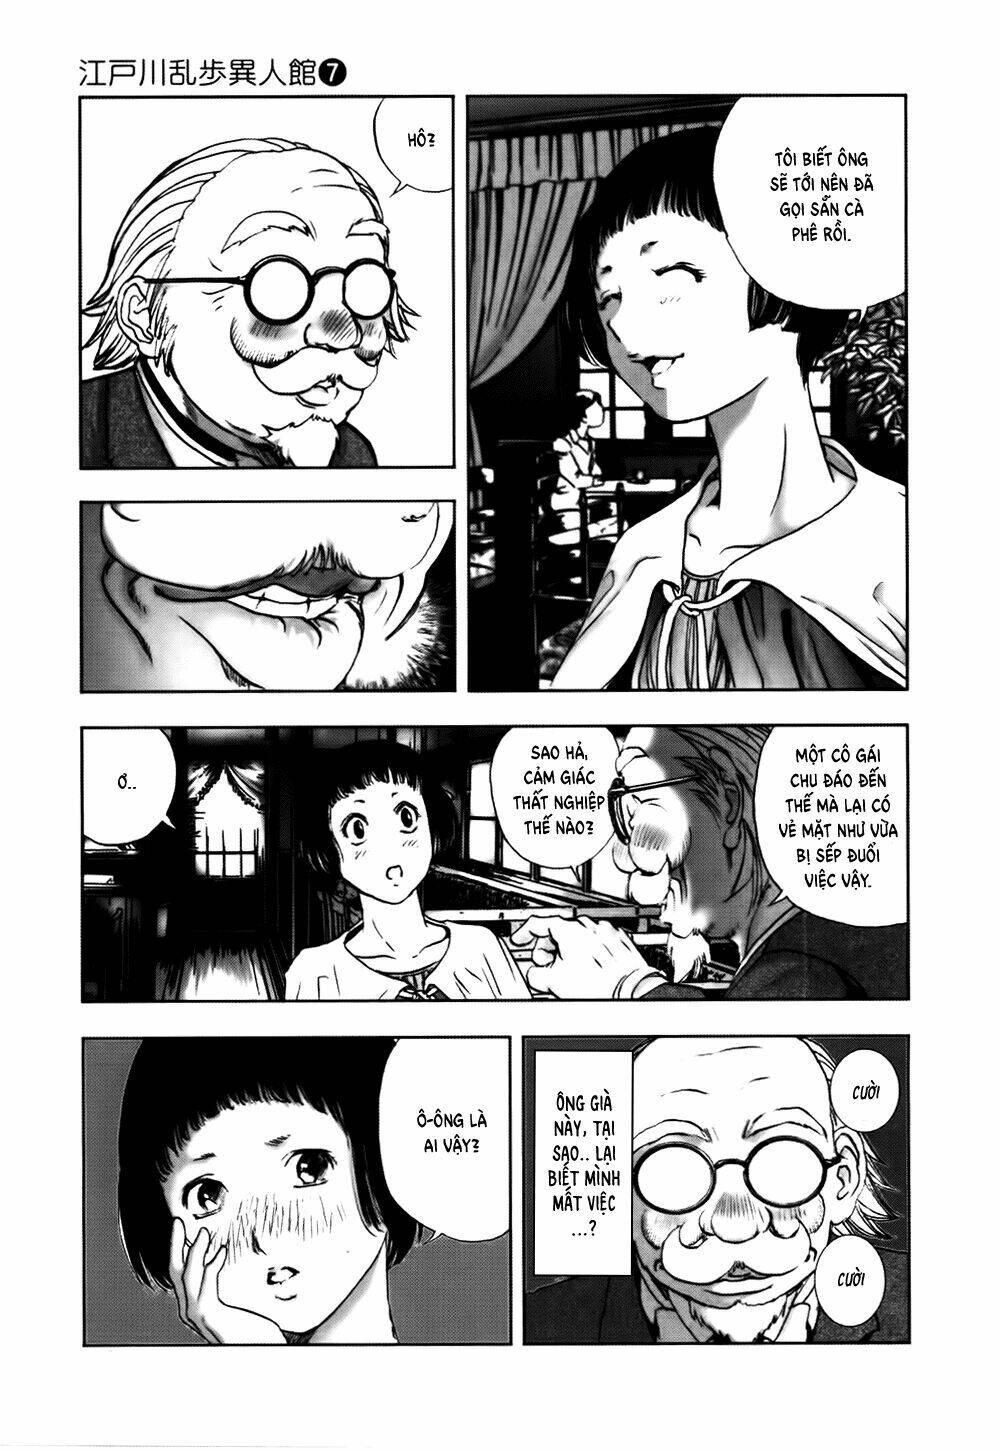 江戸川乱歩異人館❼
TÔI BIẾT ÔNG
SẼ TỚI NÊN ĐÃ
GỌI SẴN CÀ
PHÊ RỒI.
HÔ?
MỘT CÔ GÁI
CHU ĐÁO ĐẾN
THẾ MÀ LẠI CÓ
VẺ MẶT NHƯ VỪA
BỊ SẾP ĐUỔI
VIỆC VẬY.
SAO HẢ,
CẢM GIÁC
THẤT NGHIỆP
THẾ NÀO?
Ớ..
CƯỜI
CƯỜI
ÔNG GIÀ
NÀY, TẠI
SAO.. LẠI
BIẾT MÌNH
MẤT VIỆC
...?
Ô-ÔNG LÀ
AI VẬY?